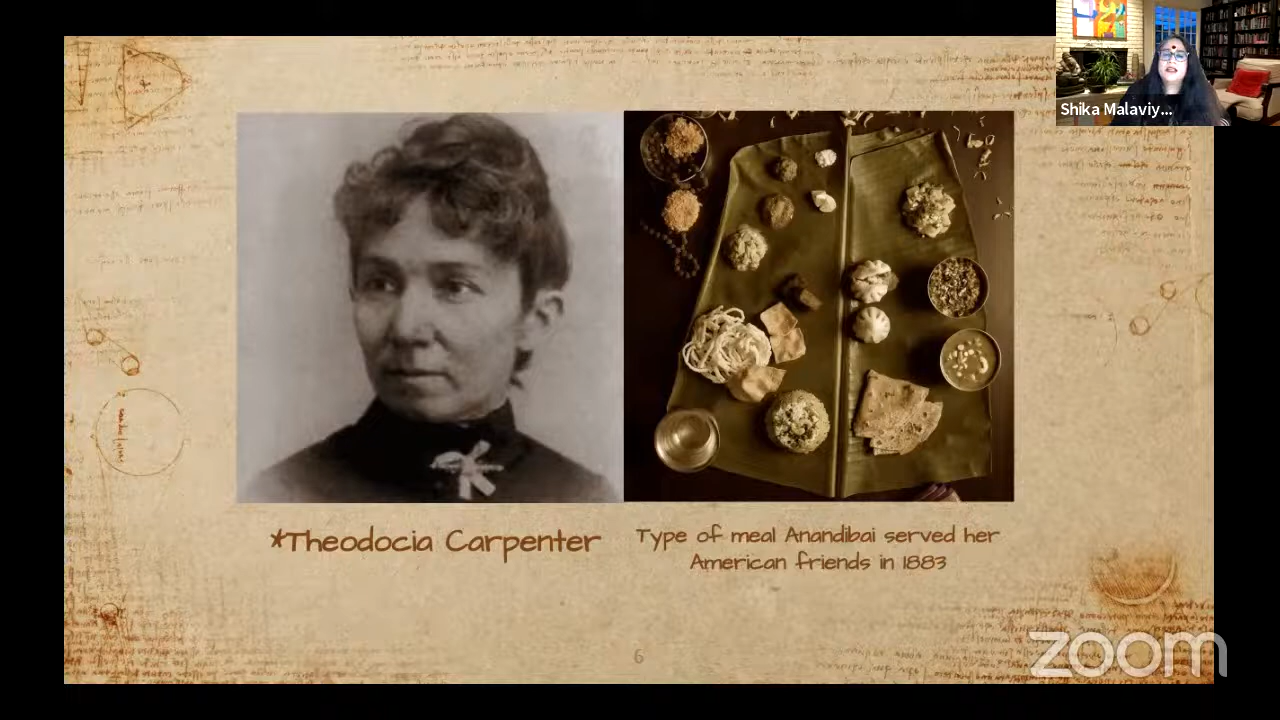 Shika Malaviy...
*Theodocia Carpenter
Type of meal Anandibai served her
American friends in 1883
6
zoom